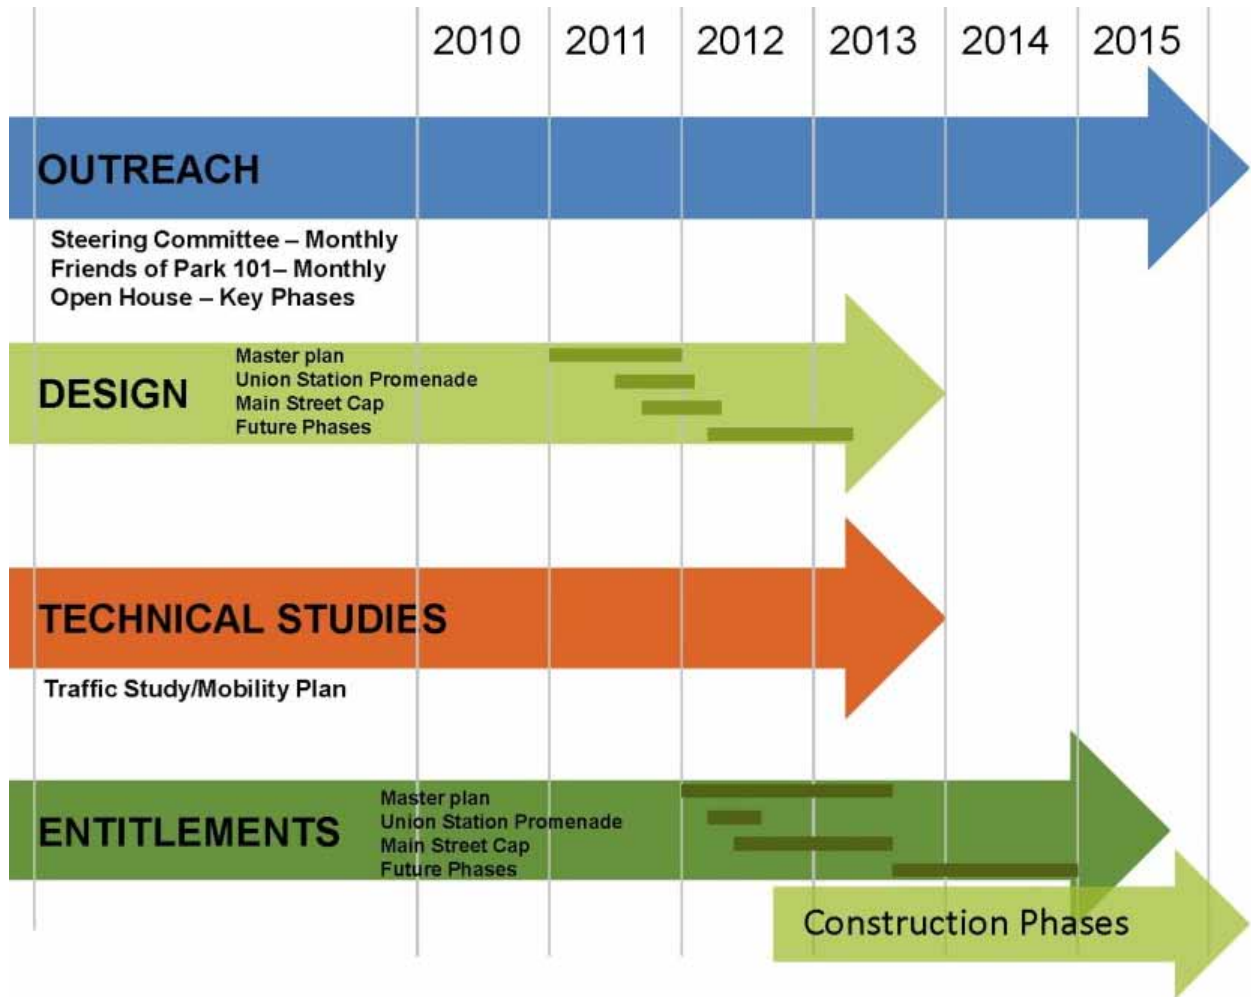 2010 2011 2012 2013 2014 2015
OUTREACH
Steering Committee – Monthly
Friends of Park 101– Monthly
Open House – Key Phases
DESIGN
Master plan
Union Station Promenade
Main Street Cap
Future Phases
TECHNICAL STUDIES
Traffic Study/Mobility Plan
ENTITLEMENTS
Master plan
Union Station Promenade
Main Street Cap
Future Phases
Construction Phases